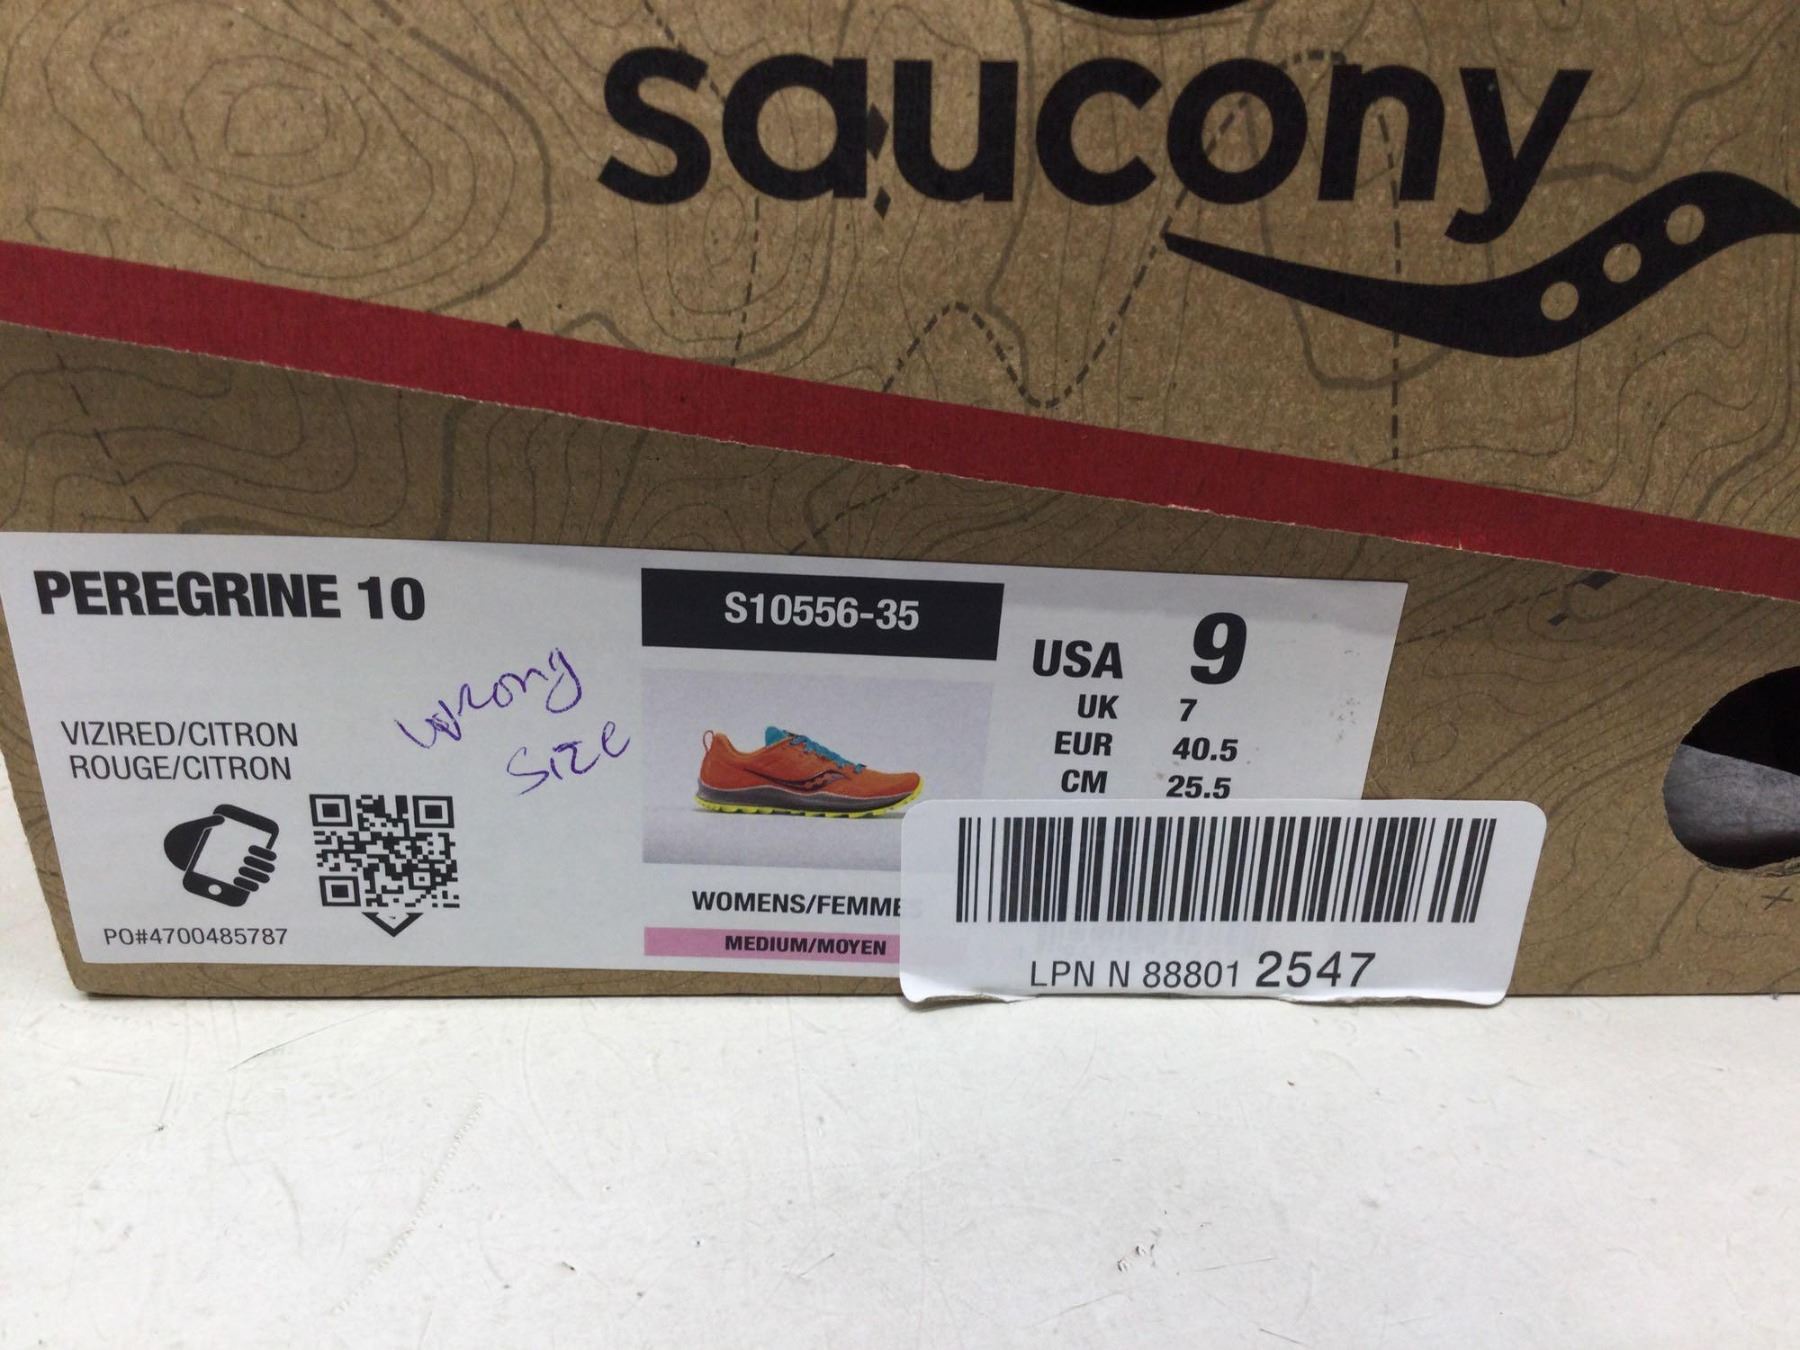 saucony
PEREGRINE 10
VIZIRED/CITRON
ROUGE/CITRON
PO#4700485787
wrong
size
S10556-35
WOMENS/FEMME
MEDIUM/MOYEN
USA 9
UK 7
EUR 40.5
CM 25.5
LPN N 88801 2547